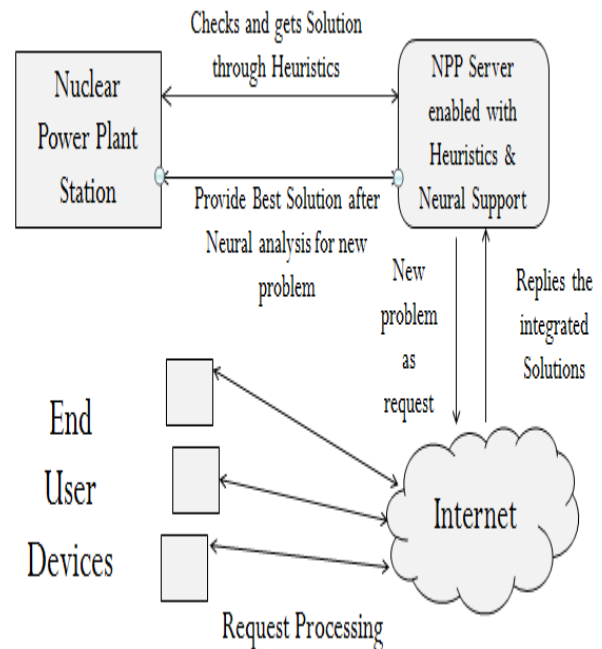 Checks and gets Solution
through Heuristics
Nuclear
Power Plant
Station
NPP Server
enabled with
Heuristics &
Neural Support
Provide Best Solution after
Neural analysis for new
problem
New
problem
as
request
Replies the
integrated
Solutions
End
User
Devices
Internet
Request Processing